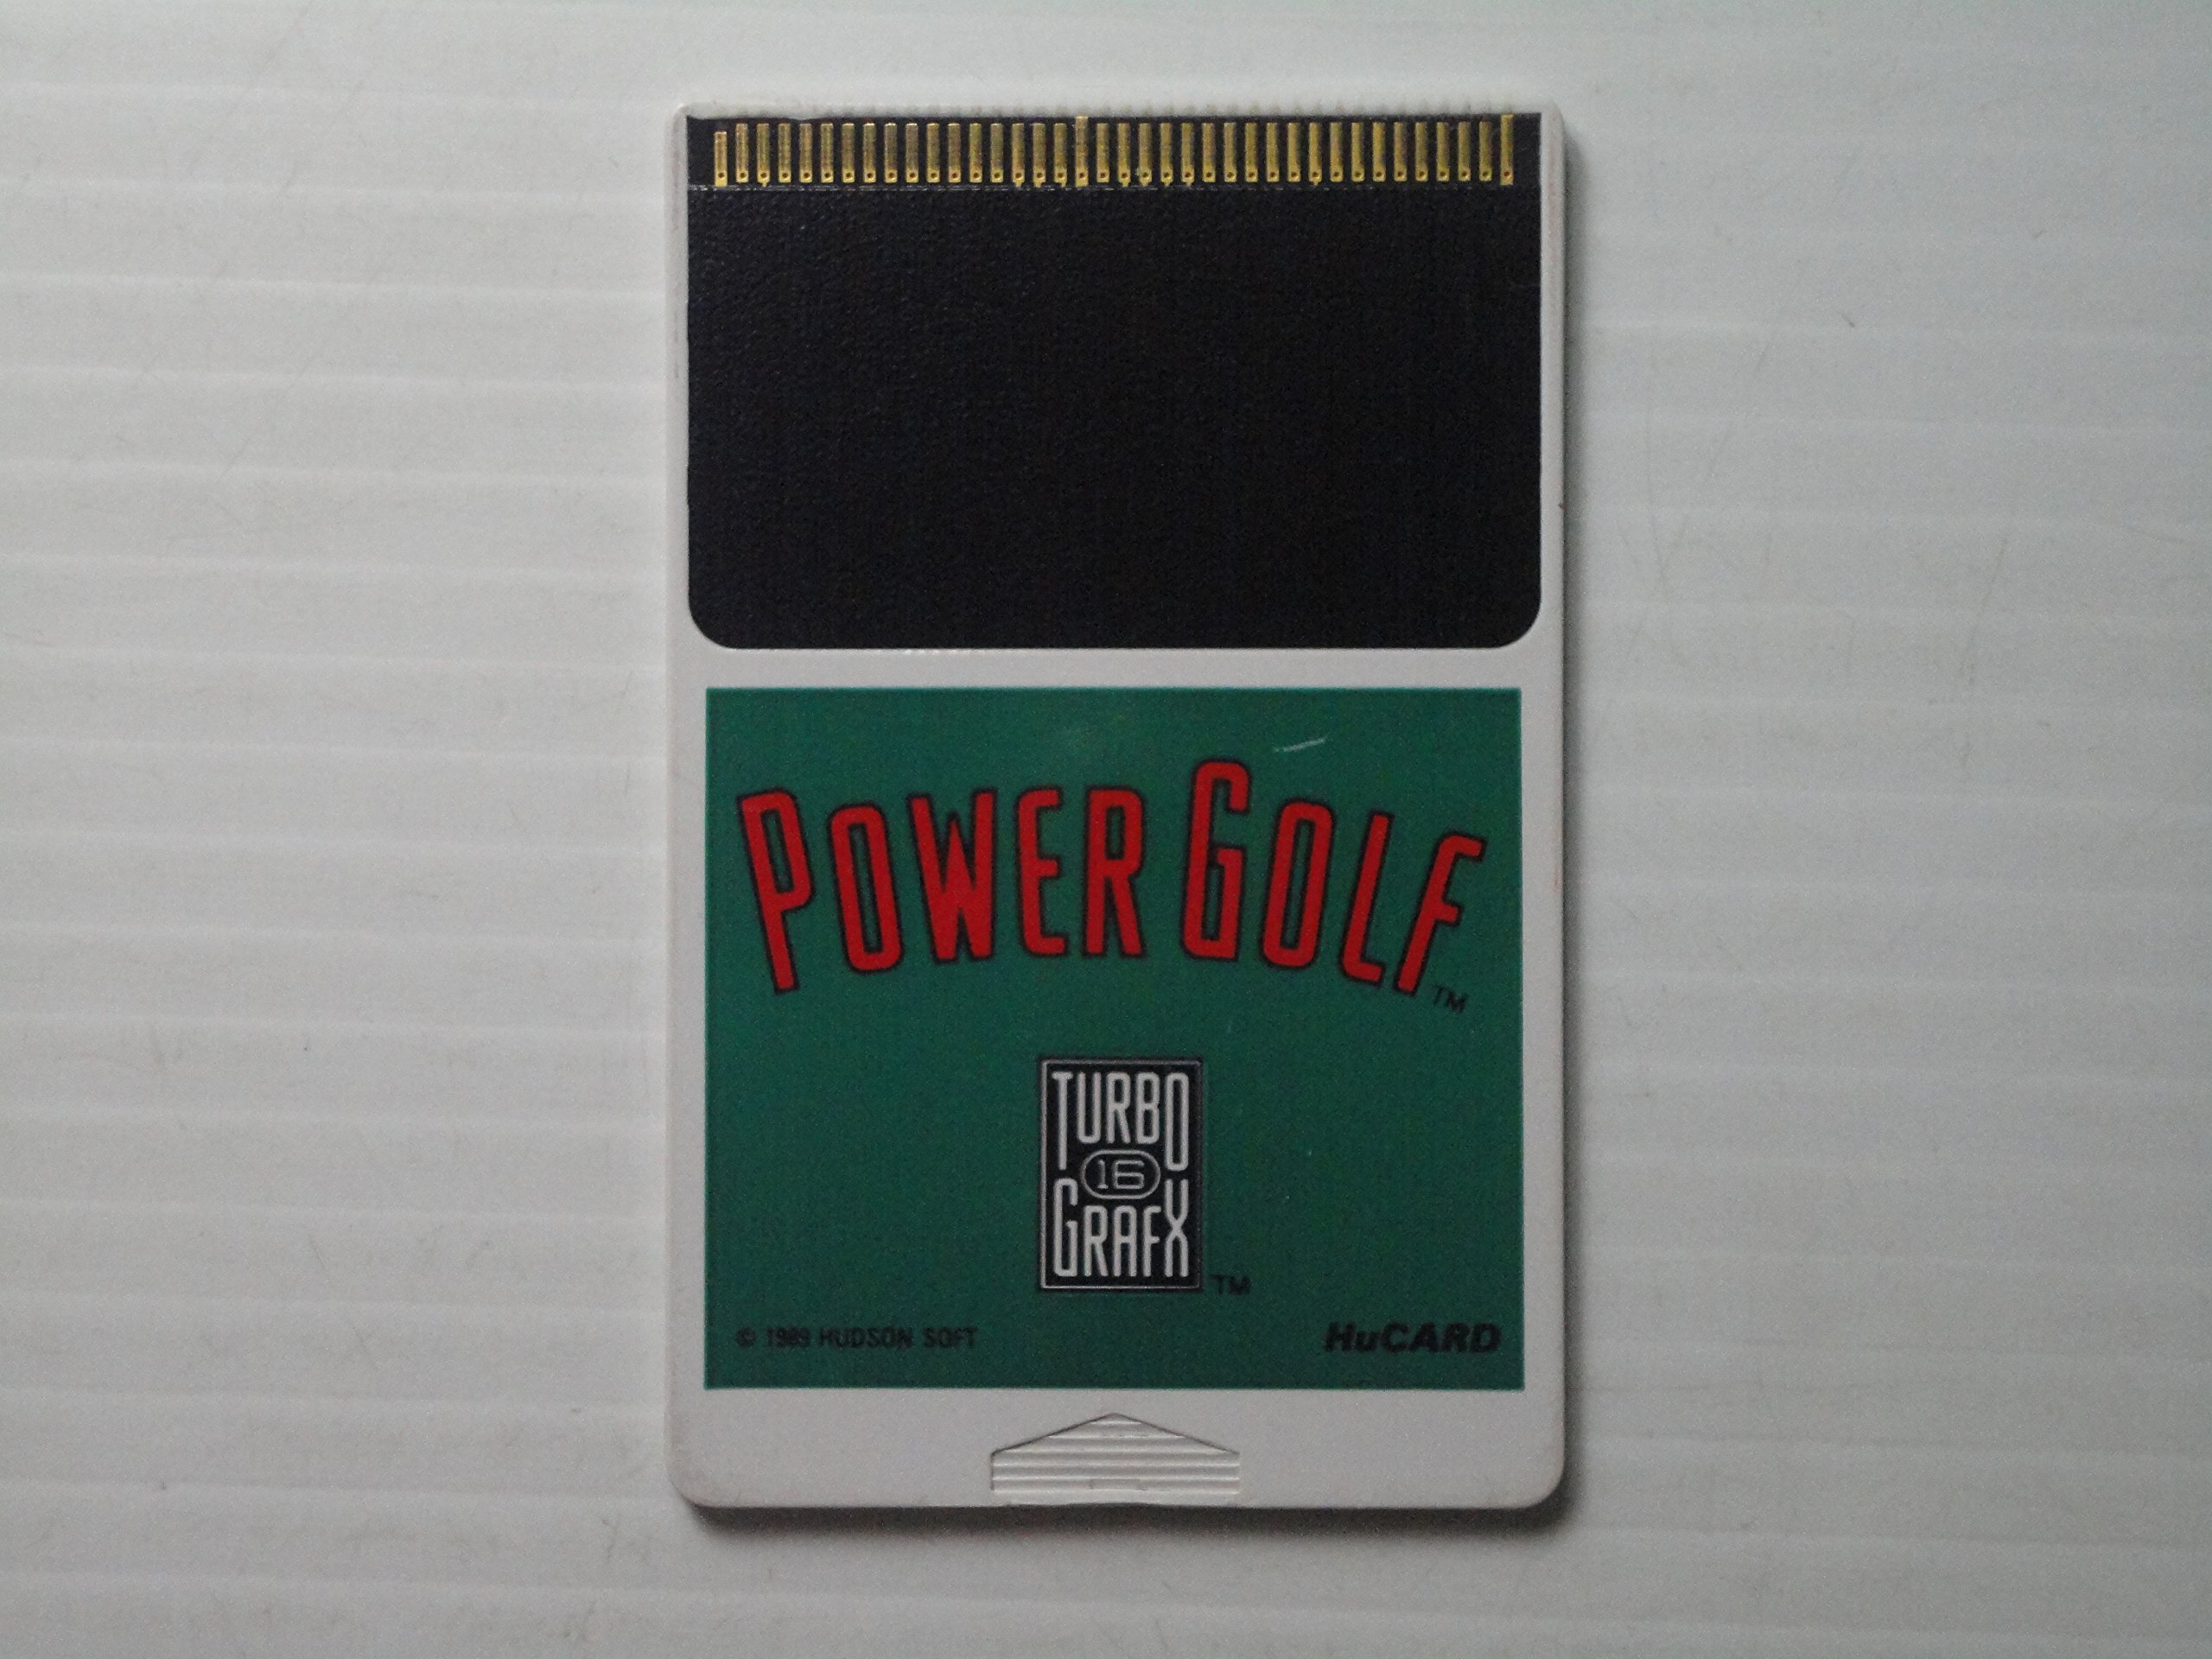 POWER GOLF
TM
TURBO
16
GRAFX
TM
© 1989 HUDSON SOFT
HuCARD